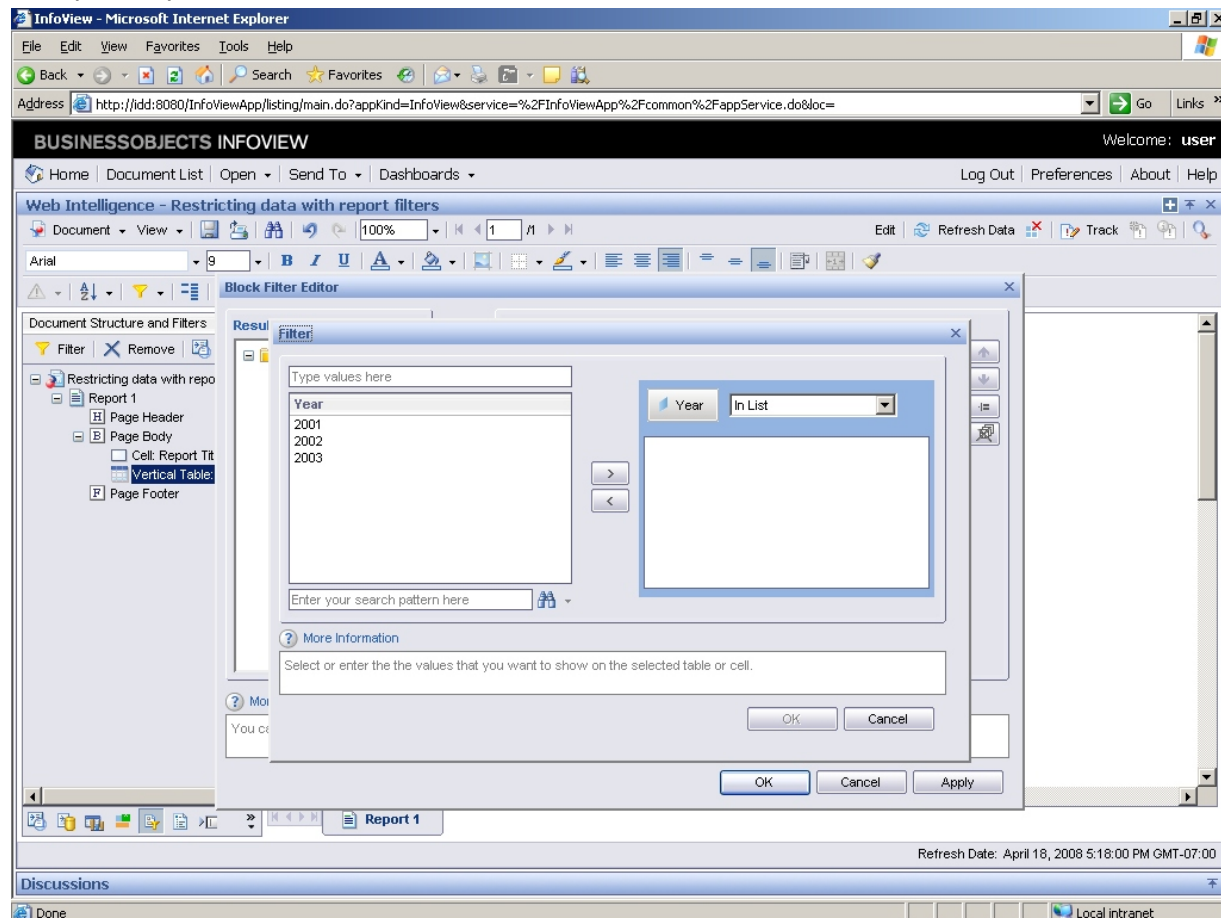 InfoView - Microsoft Internet Explorer
File Edit View Favorites Tools Help
Back Search Favorites
Address http://idd:8080/InfoViewApp/listing/main.do?appKind=InfoView&service=%2FInfoViewApp%2Fcommon%2FappService.do&loc= Go Links »
BUSINESSOBJECTS INFOVIEW Welcome: user
Home Document List Open Send To Dashboards Log Out Preferences About Help
Web Intelligence - Restricting data with report filters
Document View 100% 1 /1 Edit Refresh Data Track
Arial 9 B I U A
Block Filter Editor
Document Structure and Filters
Resul
Filter
Filter Remove
Type values here
Restricting data with repo
Year
Year In List
Report 1
2001
H Page Header
2002
B Page Body
2003
Cell: Report Tit
Vertical Table:
>
F Page Footer
<
Enter your search pattern here
? More Information
Select or enter the the values that you want to show on the selected table or cell.
? Mo
OK Cancel
You ca
OK Cancel Apply
Report 1
Refresh Date: April 18, 2008 5:18:00 PM GMT-07:00
Discussions
Done Local intranet